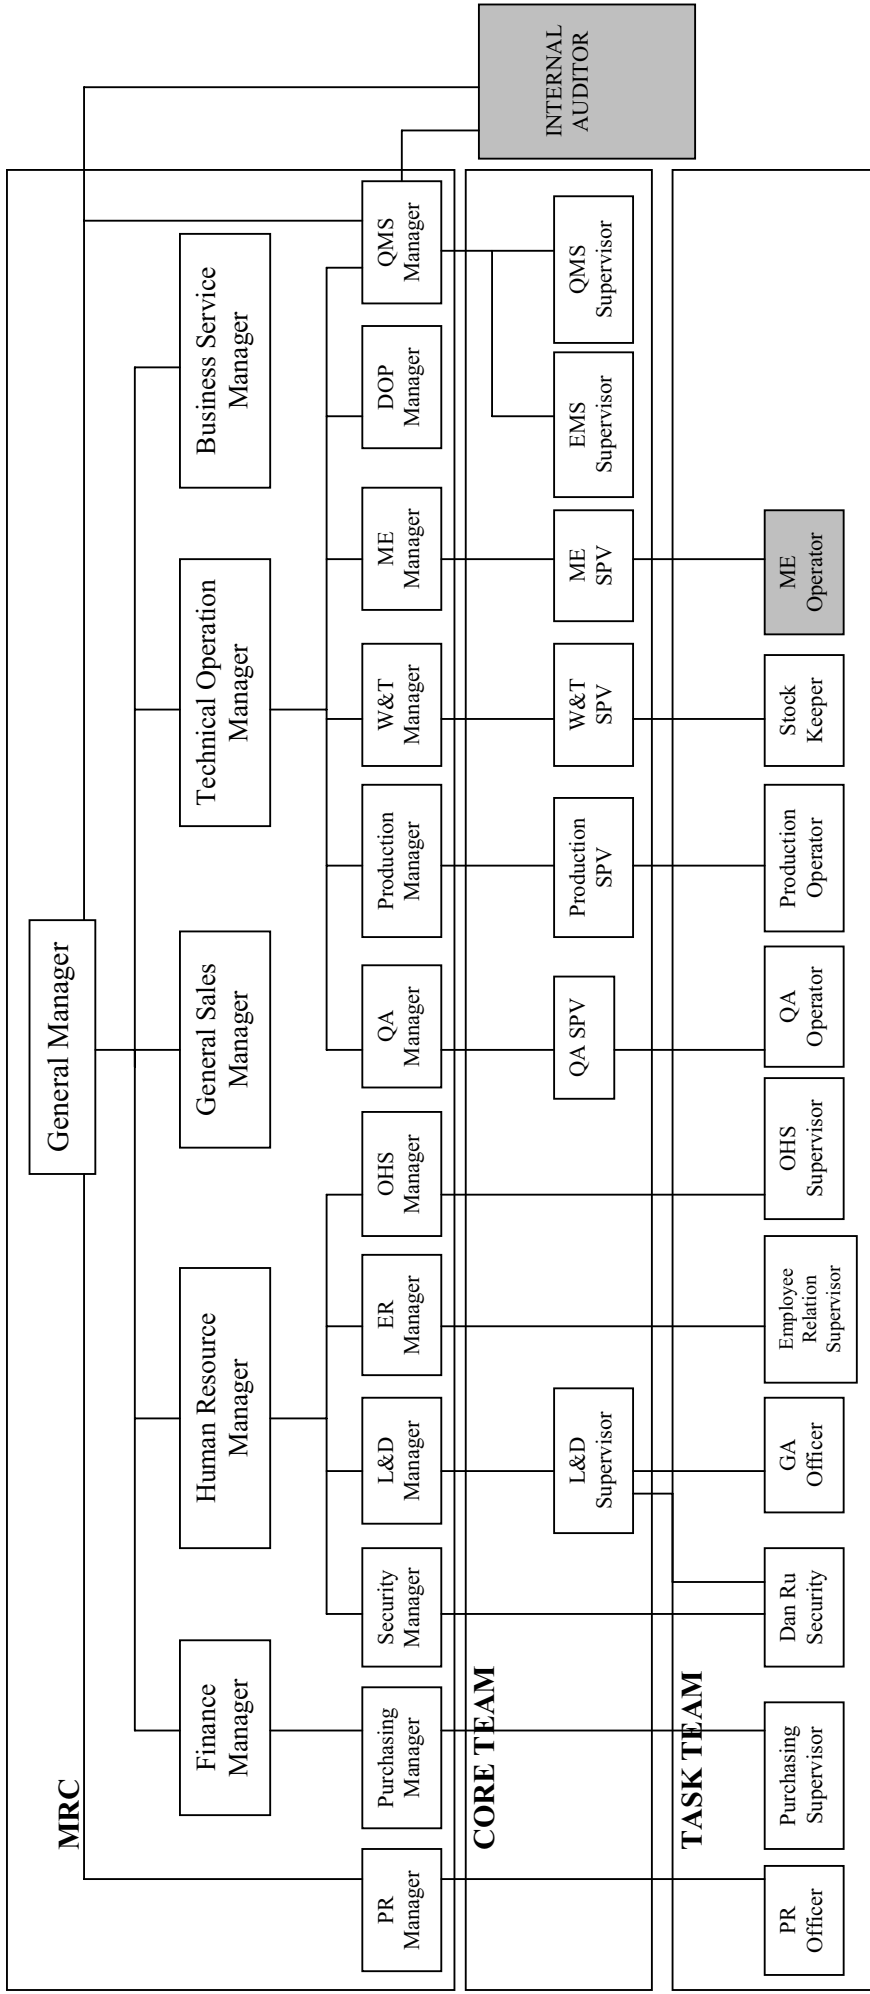 General Manager
MRC
Finance
Manager
Human Resource
Manager
General Sales
Manager
Technical Operation
Manager
Business Service
Manager
PR
Manager
Purchasing
Manager
Security
Manager
L&D
Manager
ER
Manager
OHS
Manager
QA
Manager
Production
Manager
W&T
Manager
ME
Manager
DOP
Manager
QMS
Manager
INTERNAL
AUDITOR
CORE TEAM
L&D
Supervisor
QA SPV
Production
SPV
W&T
SPV
ME
SPV
EMS
Supervisor
QMS
Supervisor
TASK TEAM
PR
Officer
Purchasing
Supervisor
Dan Ru
Security
GA
Officer
Employee
Relation
Supervisor
OHS
Supervisor
QA
Operator
Production
Operator
Stock
Keeper
ME
Operator